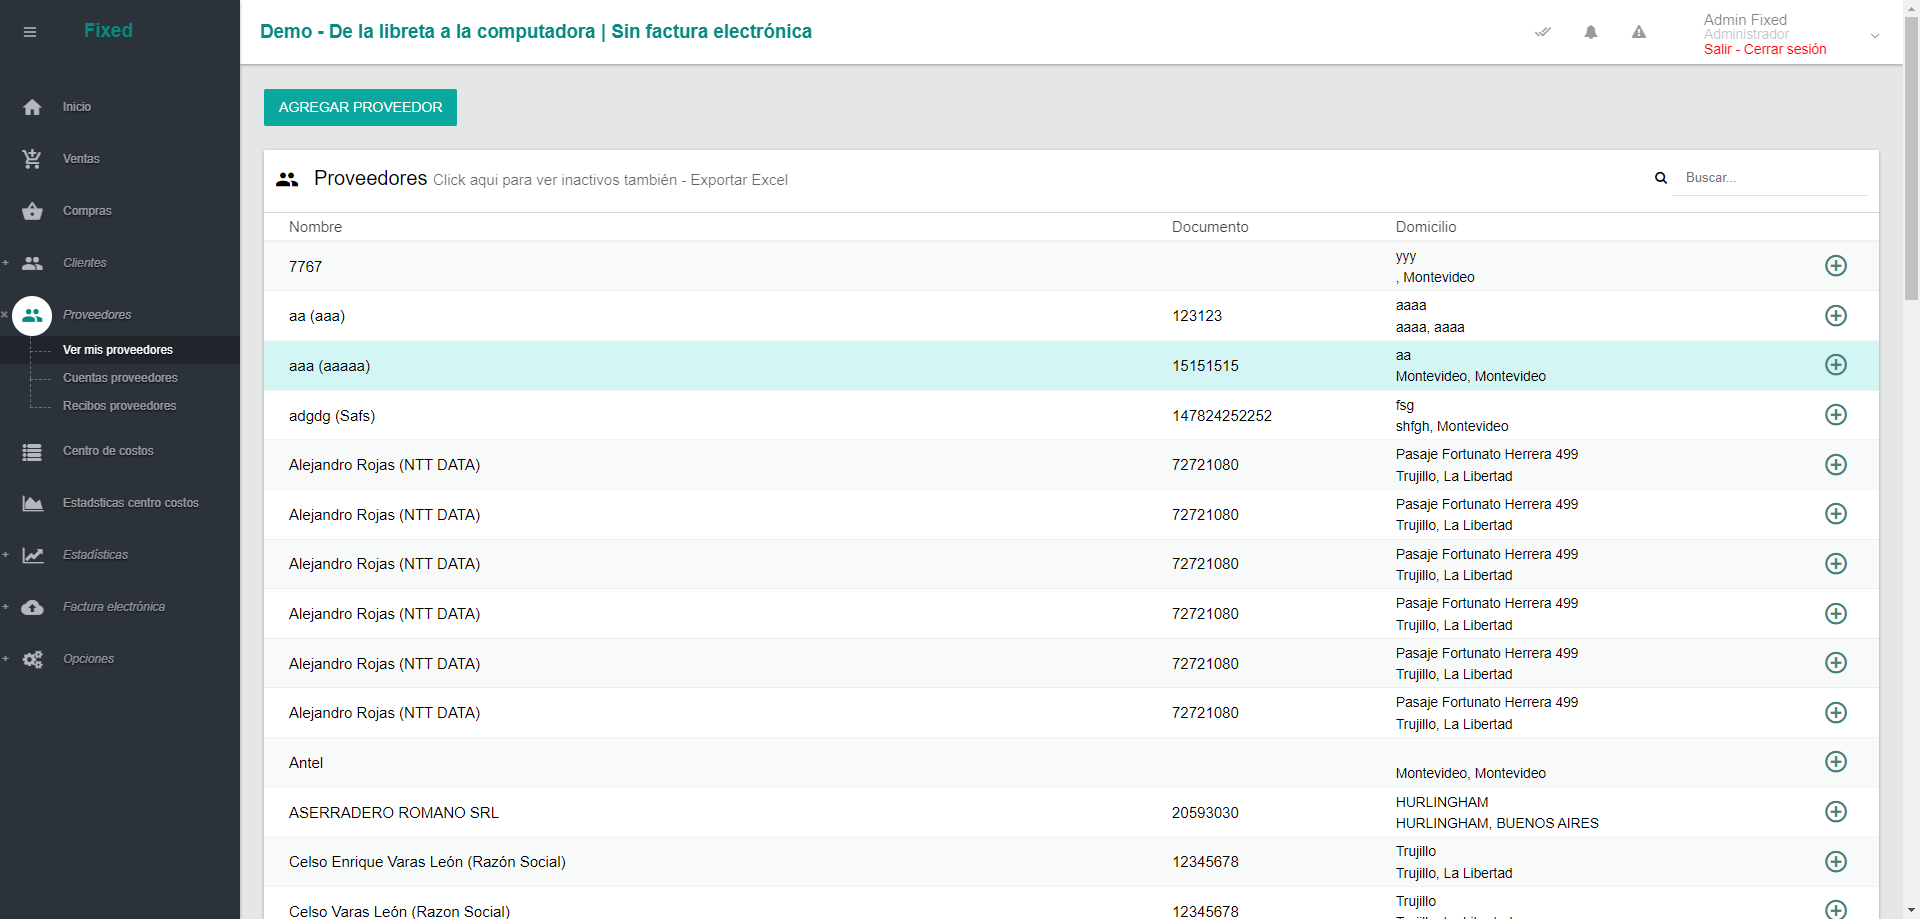 Fixed
Demo - De la libreta a la computadora | Sin factura electrónica
Admin Fixed
Administrador
Salir - Cerrar sesión
Inicio
Ventas
Compras
+ Clientes
× Proveedores
Ver mis proveedores
Cuentas proveedores
Recibos proveedores
Centro de costos
Estadsticas centro costos
+ Estadísticas
+ Factura electrónica
+ Opciones
AGREGAR PROVEEDOR
Proveedores Click aqui para ver inactivos también - Exportar Excel
Buscar...
Nombre Documento Domicilio
7767 yyy
, Montevideo
aa (aaa) 123123 aaaa
aaaa, aaaa
aaa (aaaaa) 15151515 aa
Montevideo, Montevideo
adgdg (Safs) 147824252252 fsg
shfgh, Montevideo
Alejandro Rojas (NTT DATA) 72721080 Pasaje Fortunato Herrera 499
Trujillo, La Libertad
Alejandro Rojas (NTT DATA) 72721080 Pasaje Fortunato Herrera 499
Trujillo, La Libertad
Alejandro Rojas (NTT DATA) 72721080 Pasaje Fortunato Herrera 499
Trujillo, La Libertad
Alejandro Rojas (NTT DATA) 72721080 Pasaje Fortunato Herrera 499
Trujillo, La Libertad
Alejandro Rojas (NTT DATA) 72721080 Pasaje Fortunato Herrera 499
Trujillo, La Libertad
Alejandro Rojas (NTT DATA) 72721080 Pasaje Fortunato Herrera 499
Trujillo, La Libertad
Antel
Montevideo, Montevideo
ASERRADERO ROMANO SRL 20593030 HURLINGHAM
HURLINGHAM, BUENOS AIRES
Celso Enrique Varas León (Razón Social) 12345678 Trujillo
Trujillo, La Libertad
Celso Varas León (Razon Social) 12345678 Trujillo